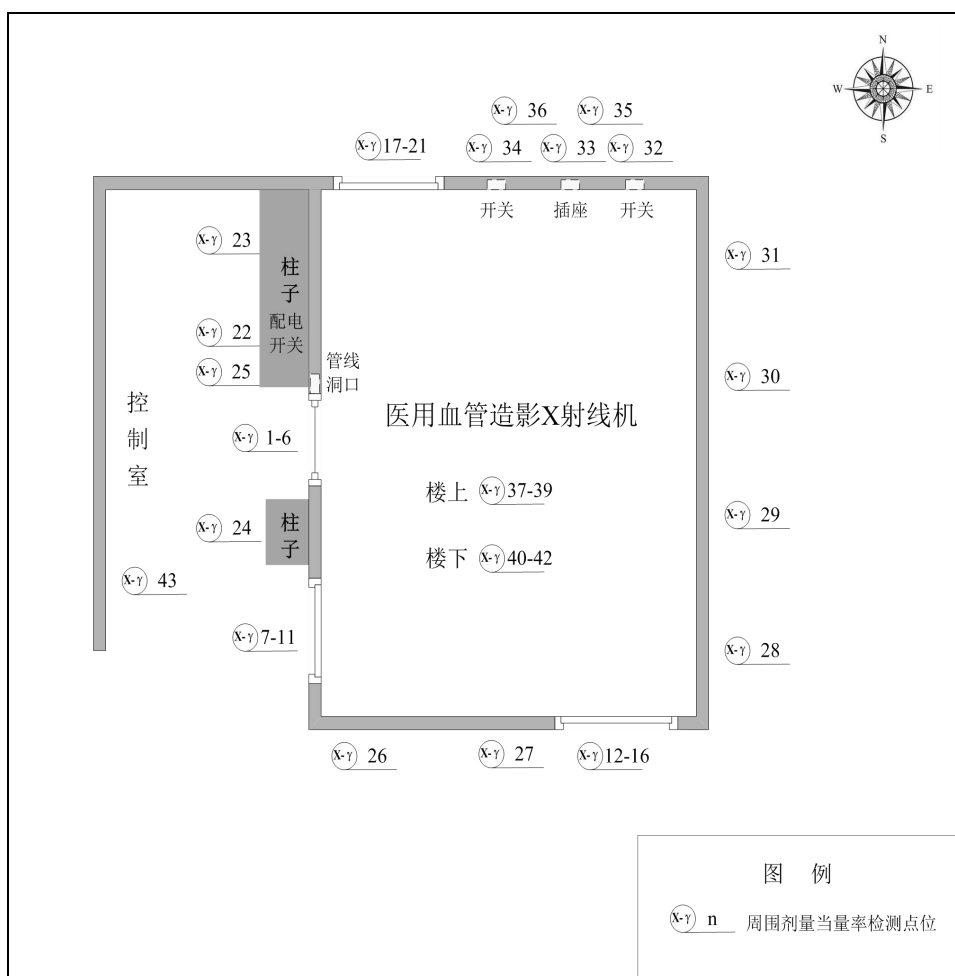 N
W E
S
X-γ 36 X-γ 35
X-γ 17-21 X-γ 34 X-γ 33 X-γ 32
开关 插座 开关
X-γ 23
X-γ 31
柱
子
配电
开关
X-γ 22
X-γ 25
管线
洞口
X-γ 30
控
制
室
医用血管造影X射线机
X-γ 1-6
楼上 X-γ 37-39
X-γ 24
柱
子
X-γ 29
楼下 X-γ 40-42
X-γ 43
X-γ 7-11
X-γ 28
X-γ 26 X-γ 27 X-γ 12-16
图 例
X-γ n 周围剂量当量率检测点位